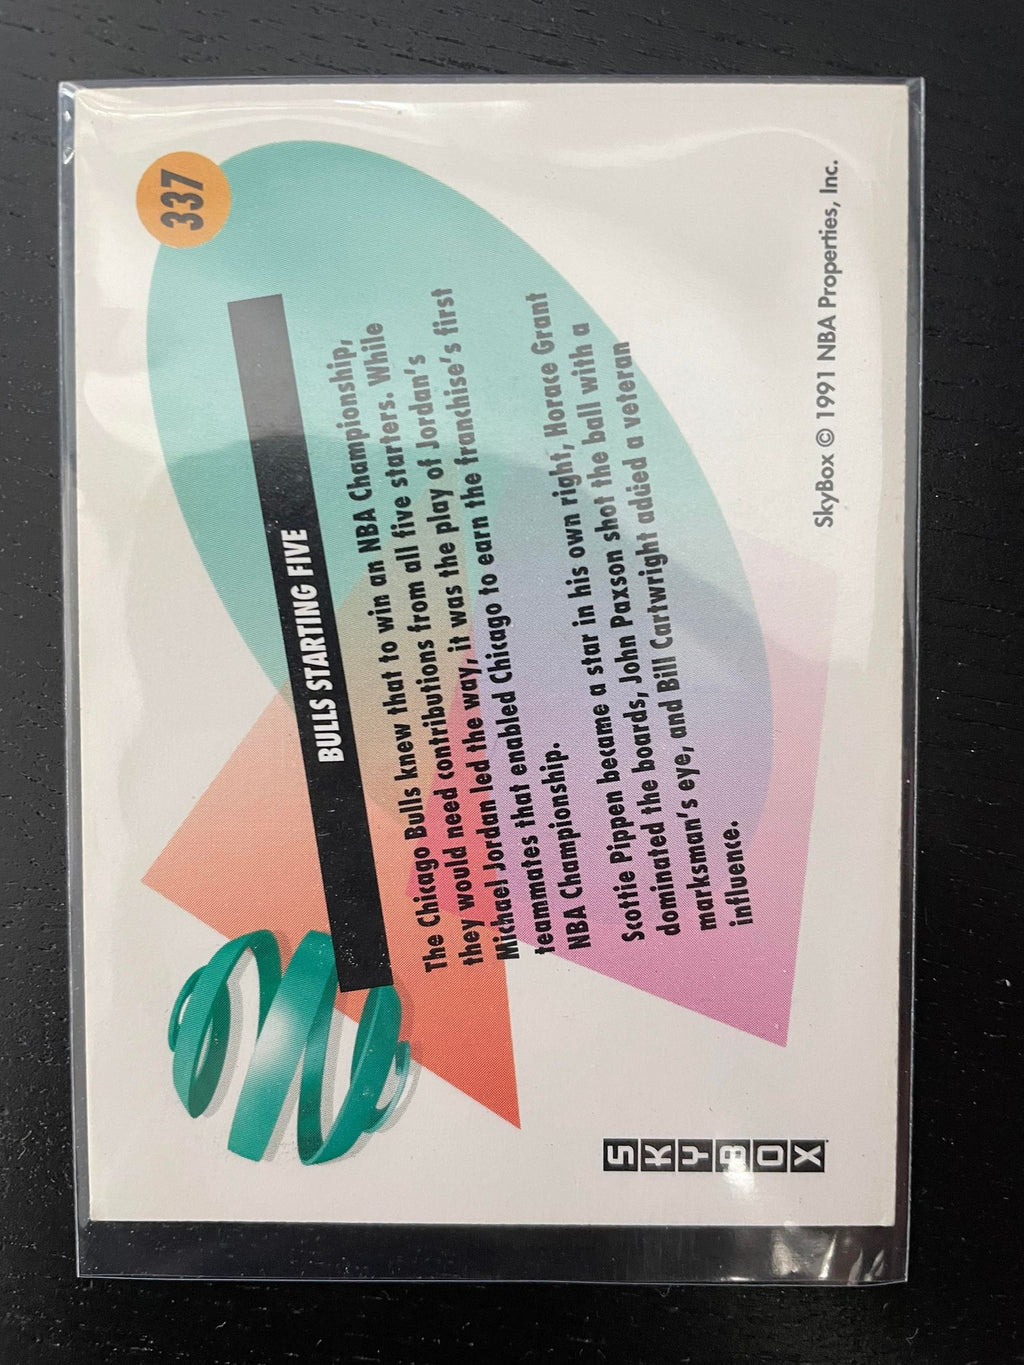 337
BULLS STARTING FIVE
The Chicago Bulls knew that to win an NBA Championship,
they would need contributions from all five starters. While
Michael Jordan led the way, it was the play of Jordan's
teammates that enabled Chicago to earn the franchise's first
NBA Championship.
Scottie Pippen became a star in his own right, Horace Grant
dominated the boards, John Paxson shot the ball with a
marksman's eye, and Bill Cartwright added a veteran
influence.
SKYBOX
SkyBox © 1991 NBA Properties, Inc.